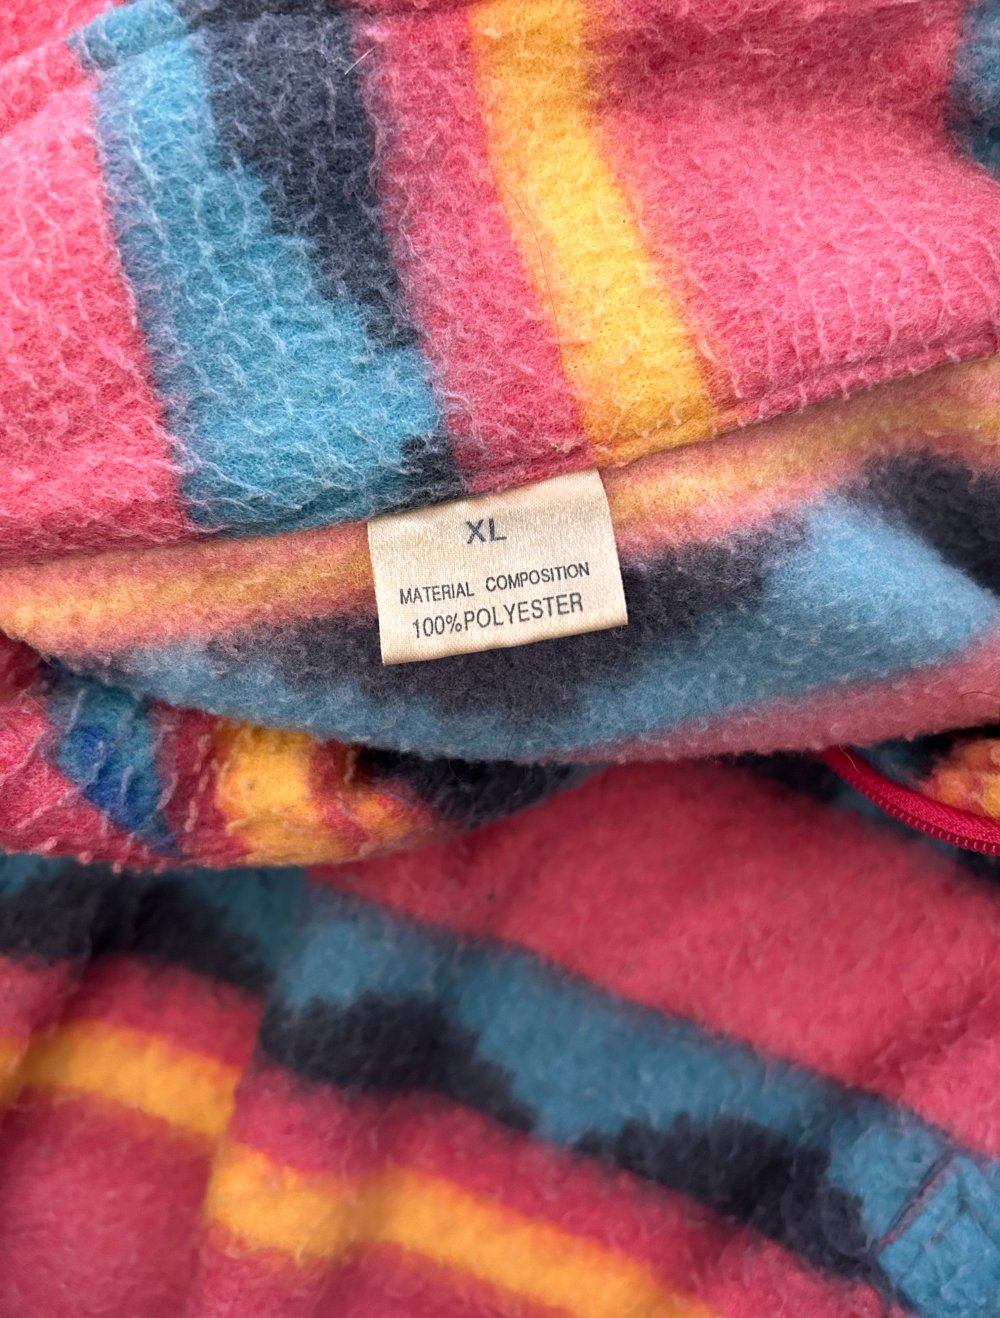 XL
MATERIAL COMPOSITION
100%POLYESTER